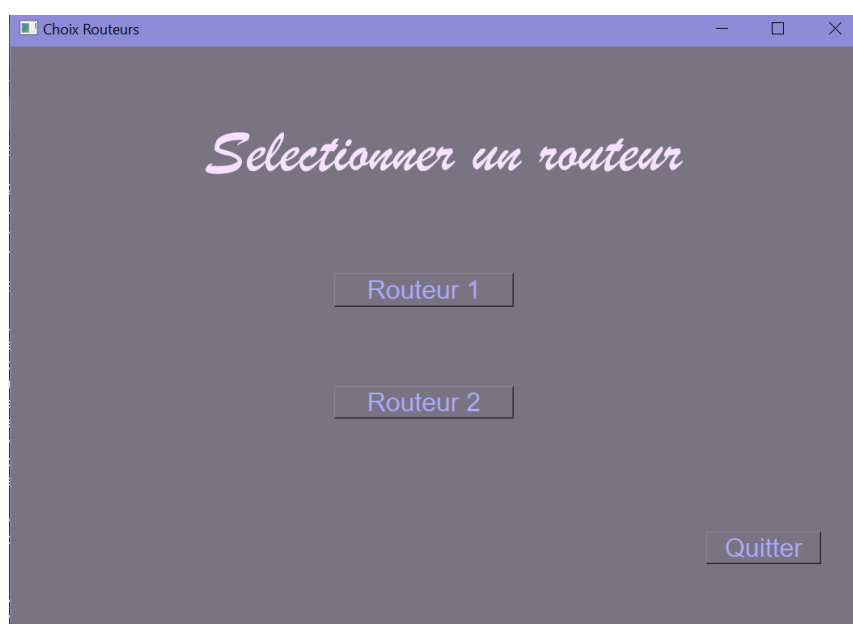 Choix Routeurs
Selectionner un routeur
Routeur 1
Routeur 2
Quitter